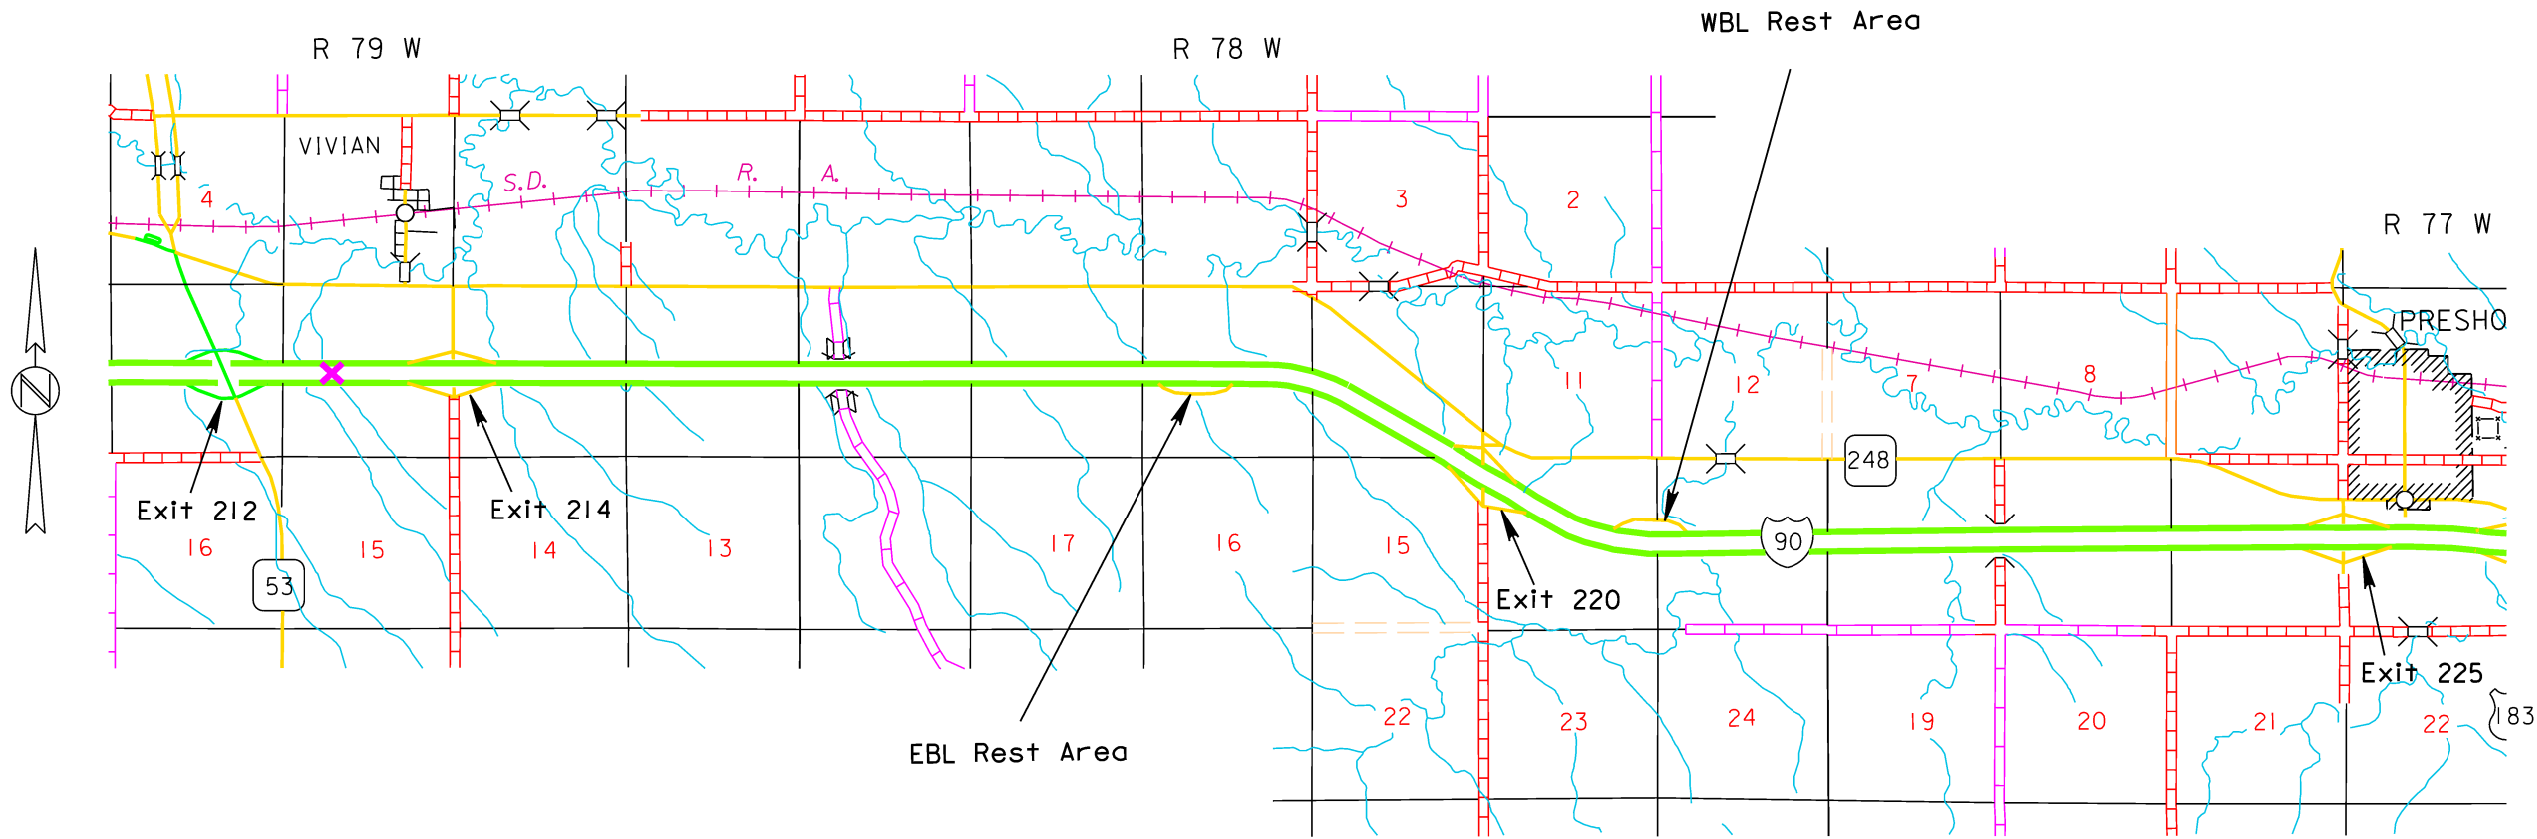 WBL Rest Area
R 79 W
R 78 W
VIVIAN
S.D. R. A.
4
3
2
R 77 W
PRESHO
N
11
12
7
8
248
Exit 212
Exit 214
16
15
14
13
17
16
15
90
53
Exit 220
Exit 225
22
23
24
19
20
21
22
183
EBL Rest Area